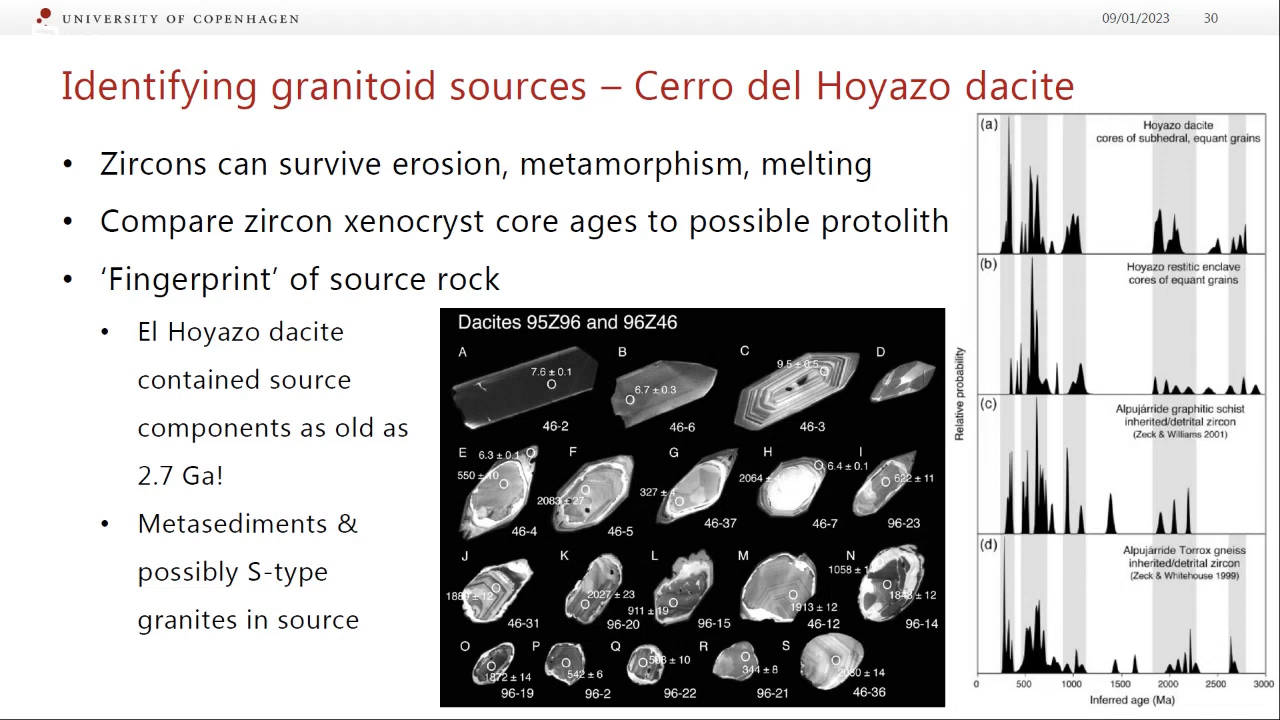 UNIVERSITY OF COPENHAGEN
09/01/2023
30
Identifying granitoid sources – Cerro del Hoyazo dacite
• Zircons can survive erosion, metamorphism, melting
• Compare zircon xenocryst core ages to possible protolith
• ‘Fingerprint’ of source rock
• El Hoyazo dacite
contained source
components as old as
2.7 Ga!
• Metasediments &
possibly S-type
granites in source
Dacites 95Z96 and 96Z46
A
B
C
D
7.6 ± 0.1
6.7 ± 0.3
9.5 ± 0.5
46-2
46-6
46-3
E
F
G
H
I
6.3 ± 0.1
550 ± 10
2083 ± 27
327 ± 4
2064 ±
6.4 ± 0.1
622 ± 11
46-4
46-5
46-37
46-7
96-23
J
K
L
M
N
1889 ± 12
2027 ± 23
911 ± 19
1913 ± 12
1058 ± 1
1848 ± 12
46-31
96-20
96-15
46-12
96-14
O
P
Q
R
S
1872 ± 14
542 ± 6
± 10
344 ± 8
± 14
96-19
96-2
96-22
96-21
46-36
(a)
Hoyazo dacite
cores of subhedral, equant grains
(b)
Hoyazo restitic enclave
cores of equant grains
(c)
Alpujárride graphitic schist
inherited/detrital zircon
(Zeck & Williams 2001)
(d)
Alpujárride Torrox gneiss
inherited/detrital zircon
(Zeck & Whitehouse 1999)
Relative probability
0 500 1000 1500 2000 2500 3000
Inferred age (Ma)